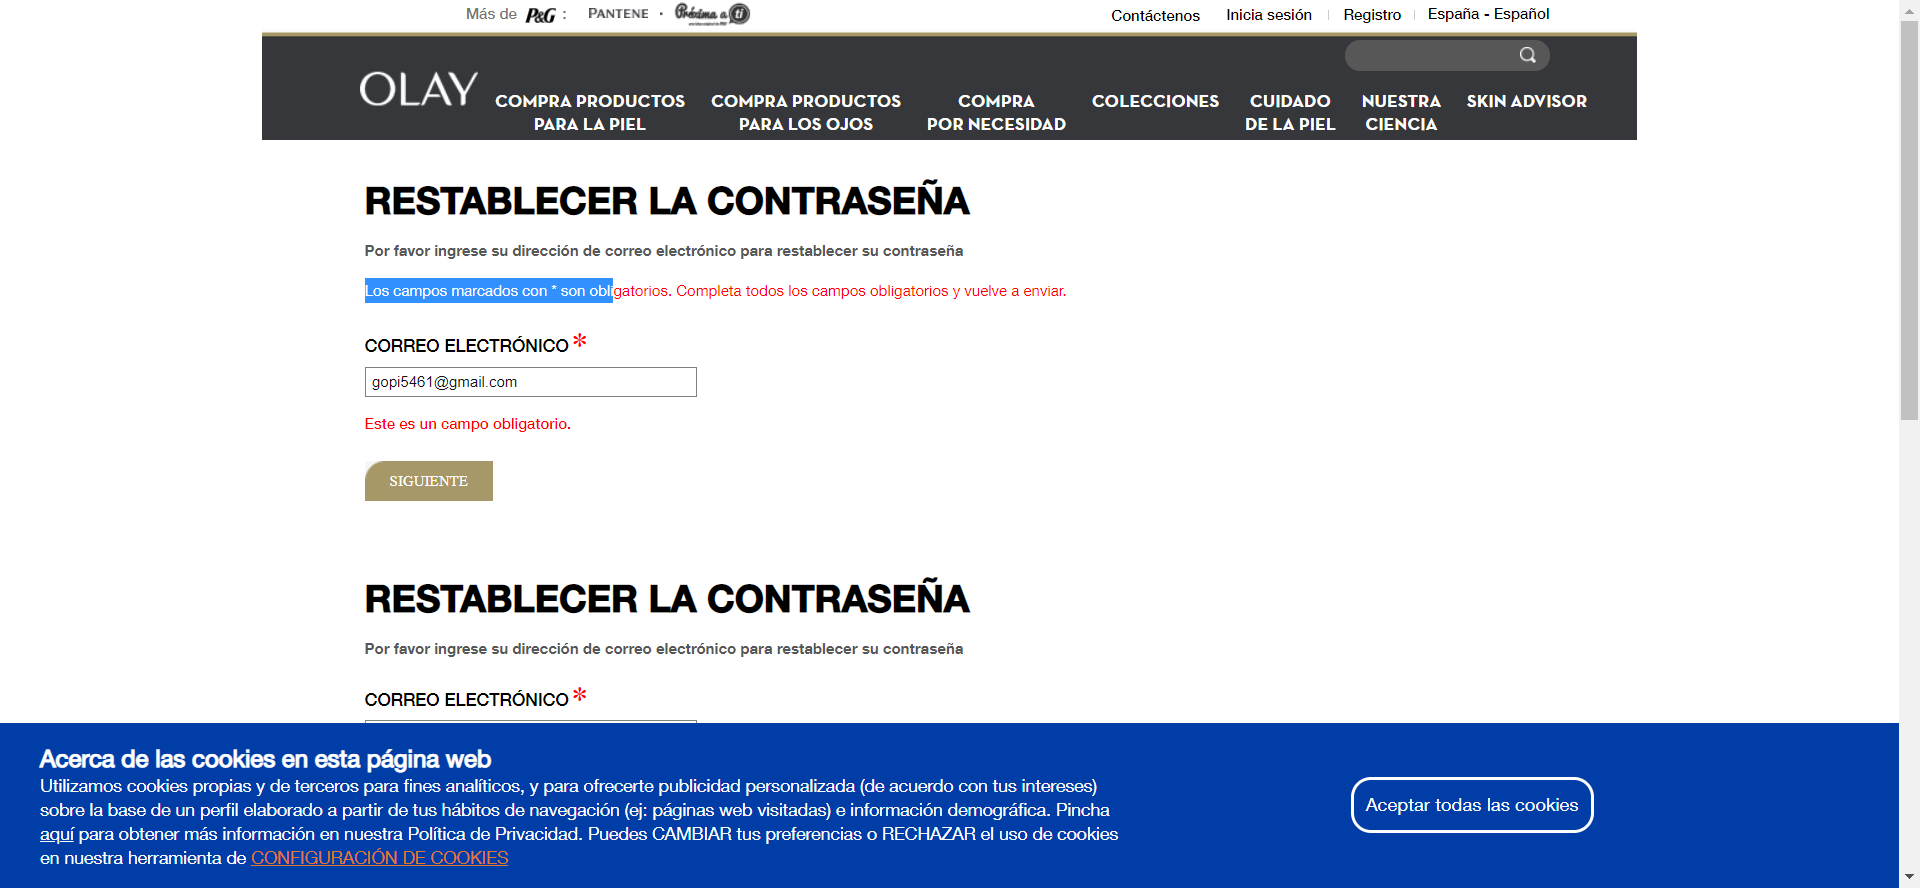 Más de P&G : PANTENE · Próxima a ti
Contáctenos Inicia sesión Registro España - Español
OLAY
COMPRA PRODUCTOS PARA LA PIEL
COMPRA PRODUCTOS PARA LOS OJOS
COMPRA POR NECESIDAD
COLECCIONES
CUIDADO DE LA PIEL
NUESTRA CIENCIA
SKIN ADVISOR
RESTABLECER LA CONTRASEÑA
Por favor ingrese su dirección de correo electrónico para restablecer su contraseña
Los campos marcados con * son obligatorios. Completa todos los campos obligatorios y vuelve a enviar.
CORREO ELECTRÓNICO *
gopi5461@gmail.com
Este es un campo obligatorio.
SIGUIENTE
RESTABLECER LA CONTRASEÑA
Por favor ingrese su dirección de correo electrónico para restablecer su contraseña
CORREO ELECTRÓNICO *
Acerca de las cookies en esta página web
Utilizamos cookies propias y de terceros para fines analíticos, y para ofrecerte publicidad personalizada (de acuerdo con tus intereses)
sobre la base de un perfil elaborado a partir de tus hábitos de navegación (ej: páginas web visitadas) e información demográfica. Pincha
aquí para obtener más información en nuestra Política de Privacidad. Puedes CAMBIAR tus preferencias o RECHAZAR el uso de cookies
en nuestra herramienta de CONFIGURACIÓN DE COOKIES
Aceptar todas las cookies